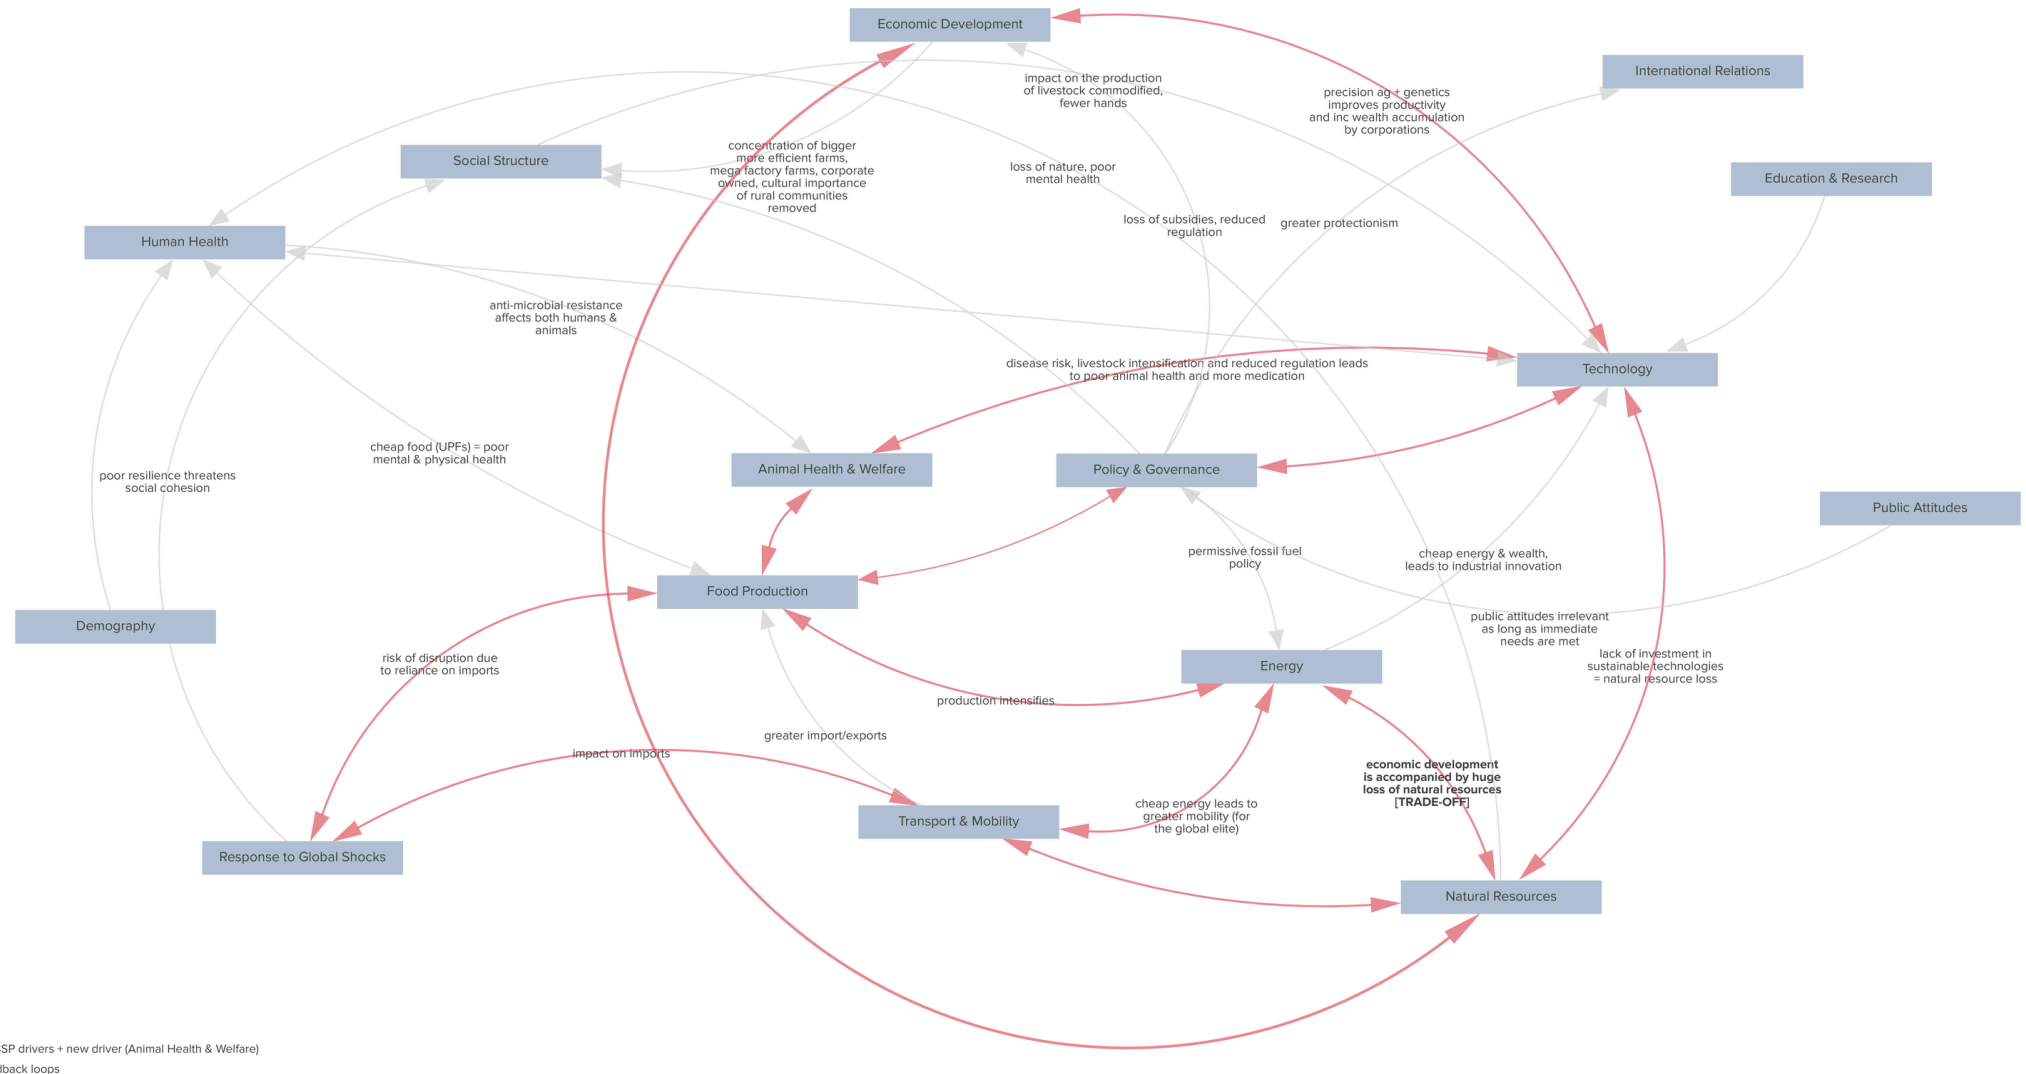 Economic Development
International Relations
impact on the production
of livestock commodified,
fewer hands
precision ag + genetics
improves productivity
and inc wealth accumulation
by corporations
Social Structure
concentration of bigger
more efficient farms,
mega factory farms, corporate
owned, cultural importance
of rural communities
removed
loss of nature, poor
mental health
Education & Research
loss of subsidies, reduced
regulation
greater protectionism
Human Health
anti-microbial resistance
affects both humans &
animals
disease risk, livestock intensification and reduced regulation leads
to poor animal health and more medication
Technology
cheap food (UPFs) = poor
mental & physical health
Animal Health & Welfare
Policy & Governance
poor resilience threatens
social cohesion
Public Attitudes
permissive fossil fuel
policy
cheap energy & wealth,
leads to industrial innovation
Food Production
Demography
public attitudes irrelevant
as long as immediate
needs are met
risk of disruption due
to reliance on imports
Energy
lack of investment in
sustainable technologies
= natural resource loss
production intensifies
greater import/exports
impact on imports
economic development
is accompanied by huge
loss of natural resources
[TRADE-OFF]
cheap energy leads to
greater mobility (for
the global elite)
Transport & Mobility
Response to Global Shocks
Natural Resources
SP drivers + new driver (Animal Health & Welfare)
dback loops